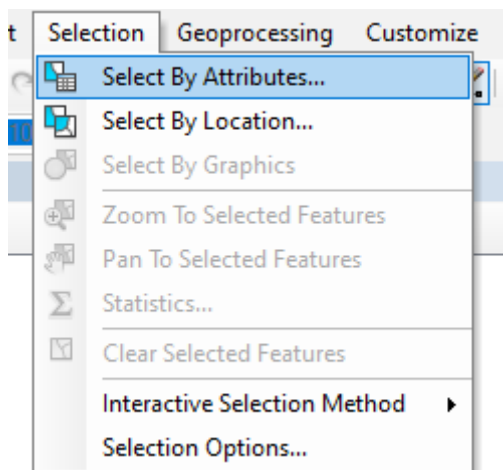 t Selection Geoprocessing Customize
Select By Attributes...
10
Select By Location...
Select By Graphics
Zoom To Selected Features
Pan To Selected Features
Statistics...
Clear Selected Features
Interactive Selection Method
Selection Options...